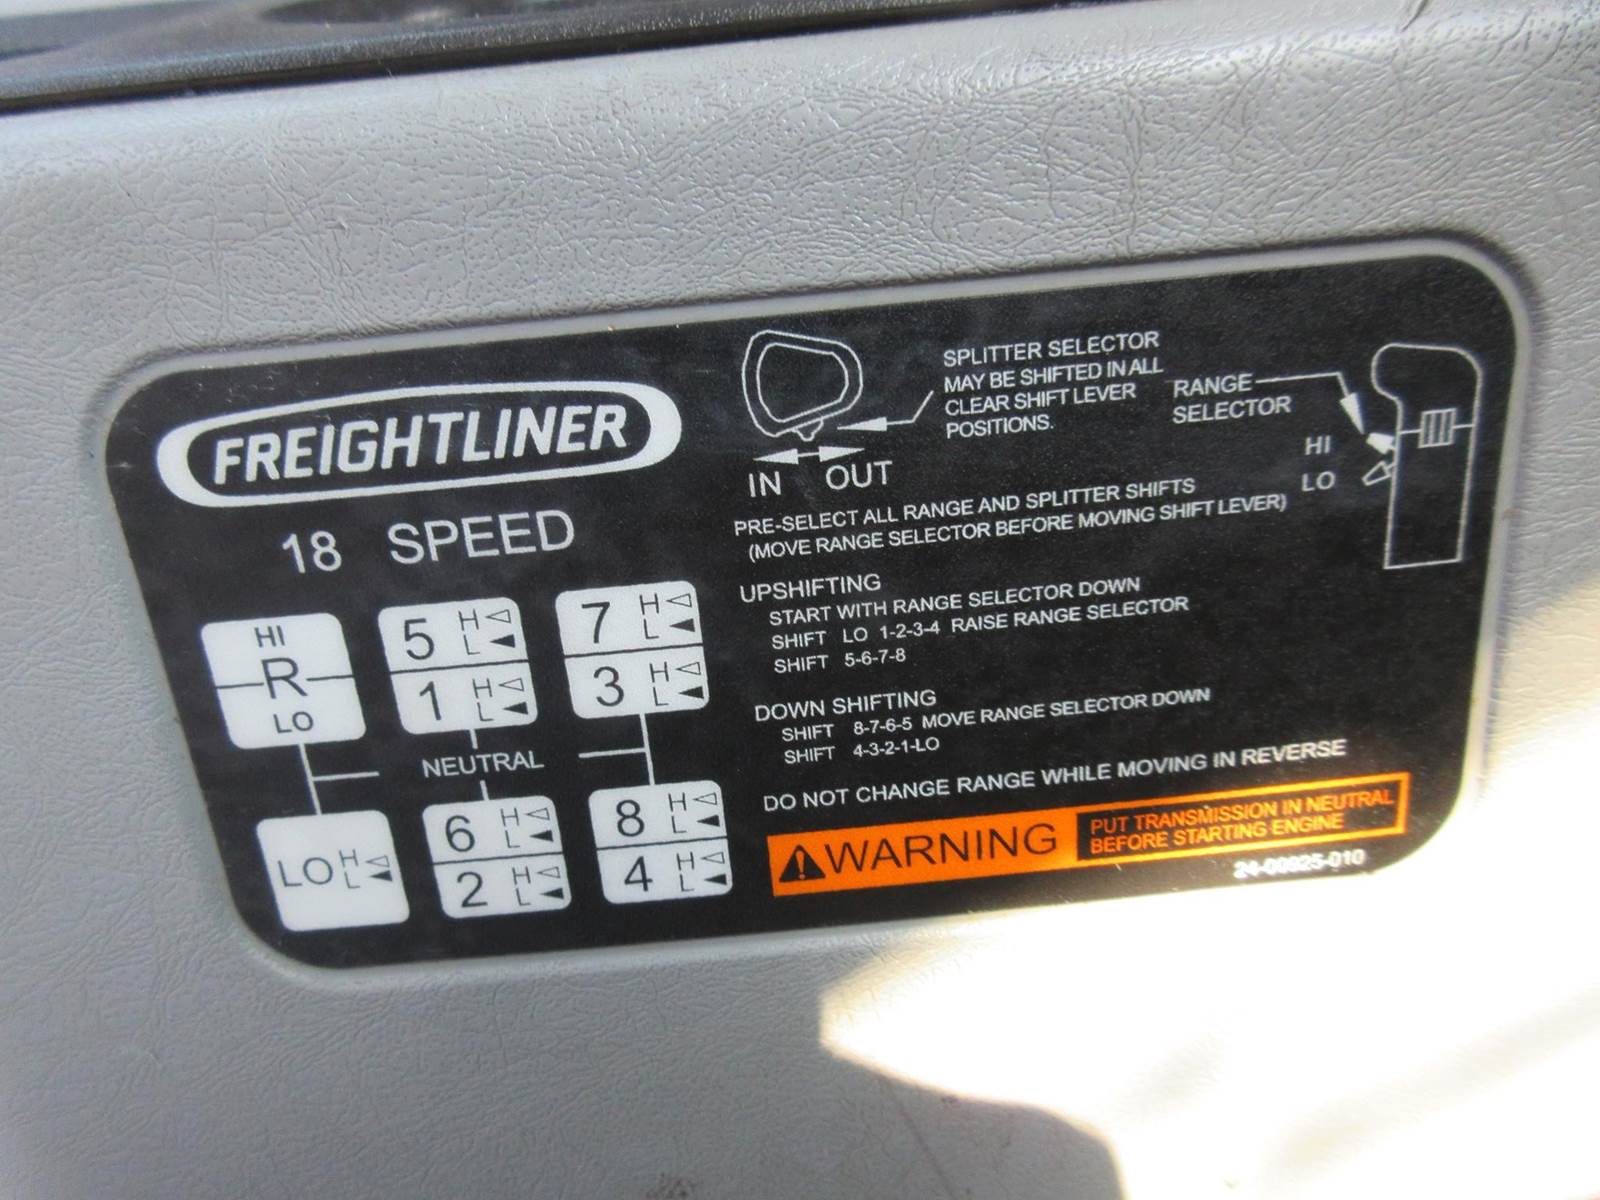 FREIGHTLINER
18 SPEED
HI
R
LO
5 H L
1 H L
7 H L
3 H L
NEUTRAL
LO H L
6 H L
2 H L
8 H L
4 H L
IN OUT
SPLITTER SELECTOR
MAY BE SHIFTED IN ALL
CLEAR SHIFT LEVER
POSITIONS.
RANGE
SELECTOR
HI
LO
PRE-SELECT ALL RANGE AND SPLITTER SHIFTS
(MOVE RANGE SELECTOR BEFORE MOVING SHIFT LEVER)
UPSHIFTING
START WITH RANGE SELECTOR DOWN
SHIFT LO 1-2-3-4 RAISE RANGE SELECTOR
SHIFT 5-6-7-8
DOWN SHIFTING
SHIFT 8-7-6-5 MOVE RANGE SELECTOR DOWN
SHIFT 4-3-2-1-LO
DO NOT CHANGE RANGE WHILE MOVING IN REVERSE
WARNING
PUT TRANSMISSION IN NEUTRAL
BEFORE STARTING ENGINE
24-00925-010